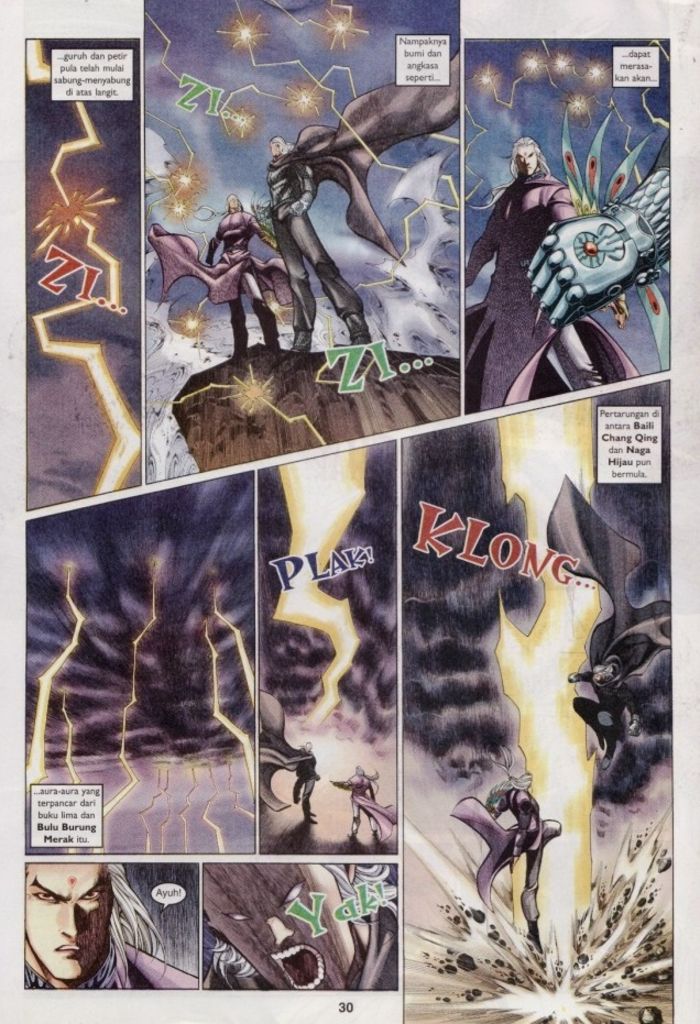 ...guruh dan petir
pula telah mulai
sabung-menyabung
di atas langit.
ZI...
ZI...
Nampaknya
bumi dan
angkasa
seperti...
ZI...
...dapat
merasa-
kan akan...
...aura-aura yang
terpancar dari
buku lima dan
Bulu Burung
Merak itu.
PLAK!
Pertarungan di
antara Baili
Chang Qing
dan Naga
Hijau pun
bermula.
KLONG...
Ayuh!
Yak!
30